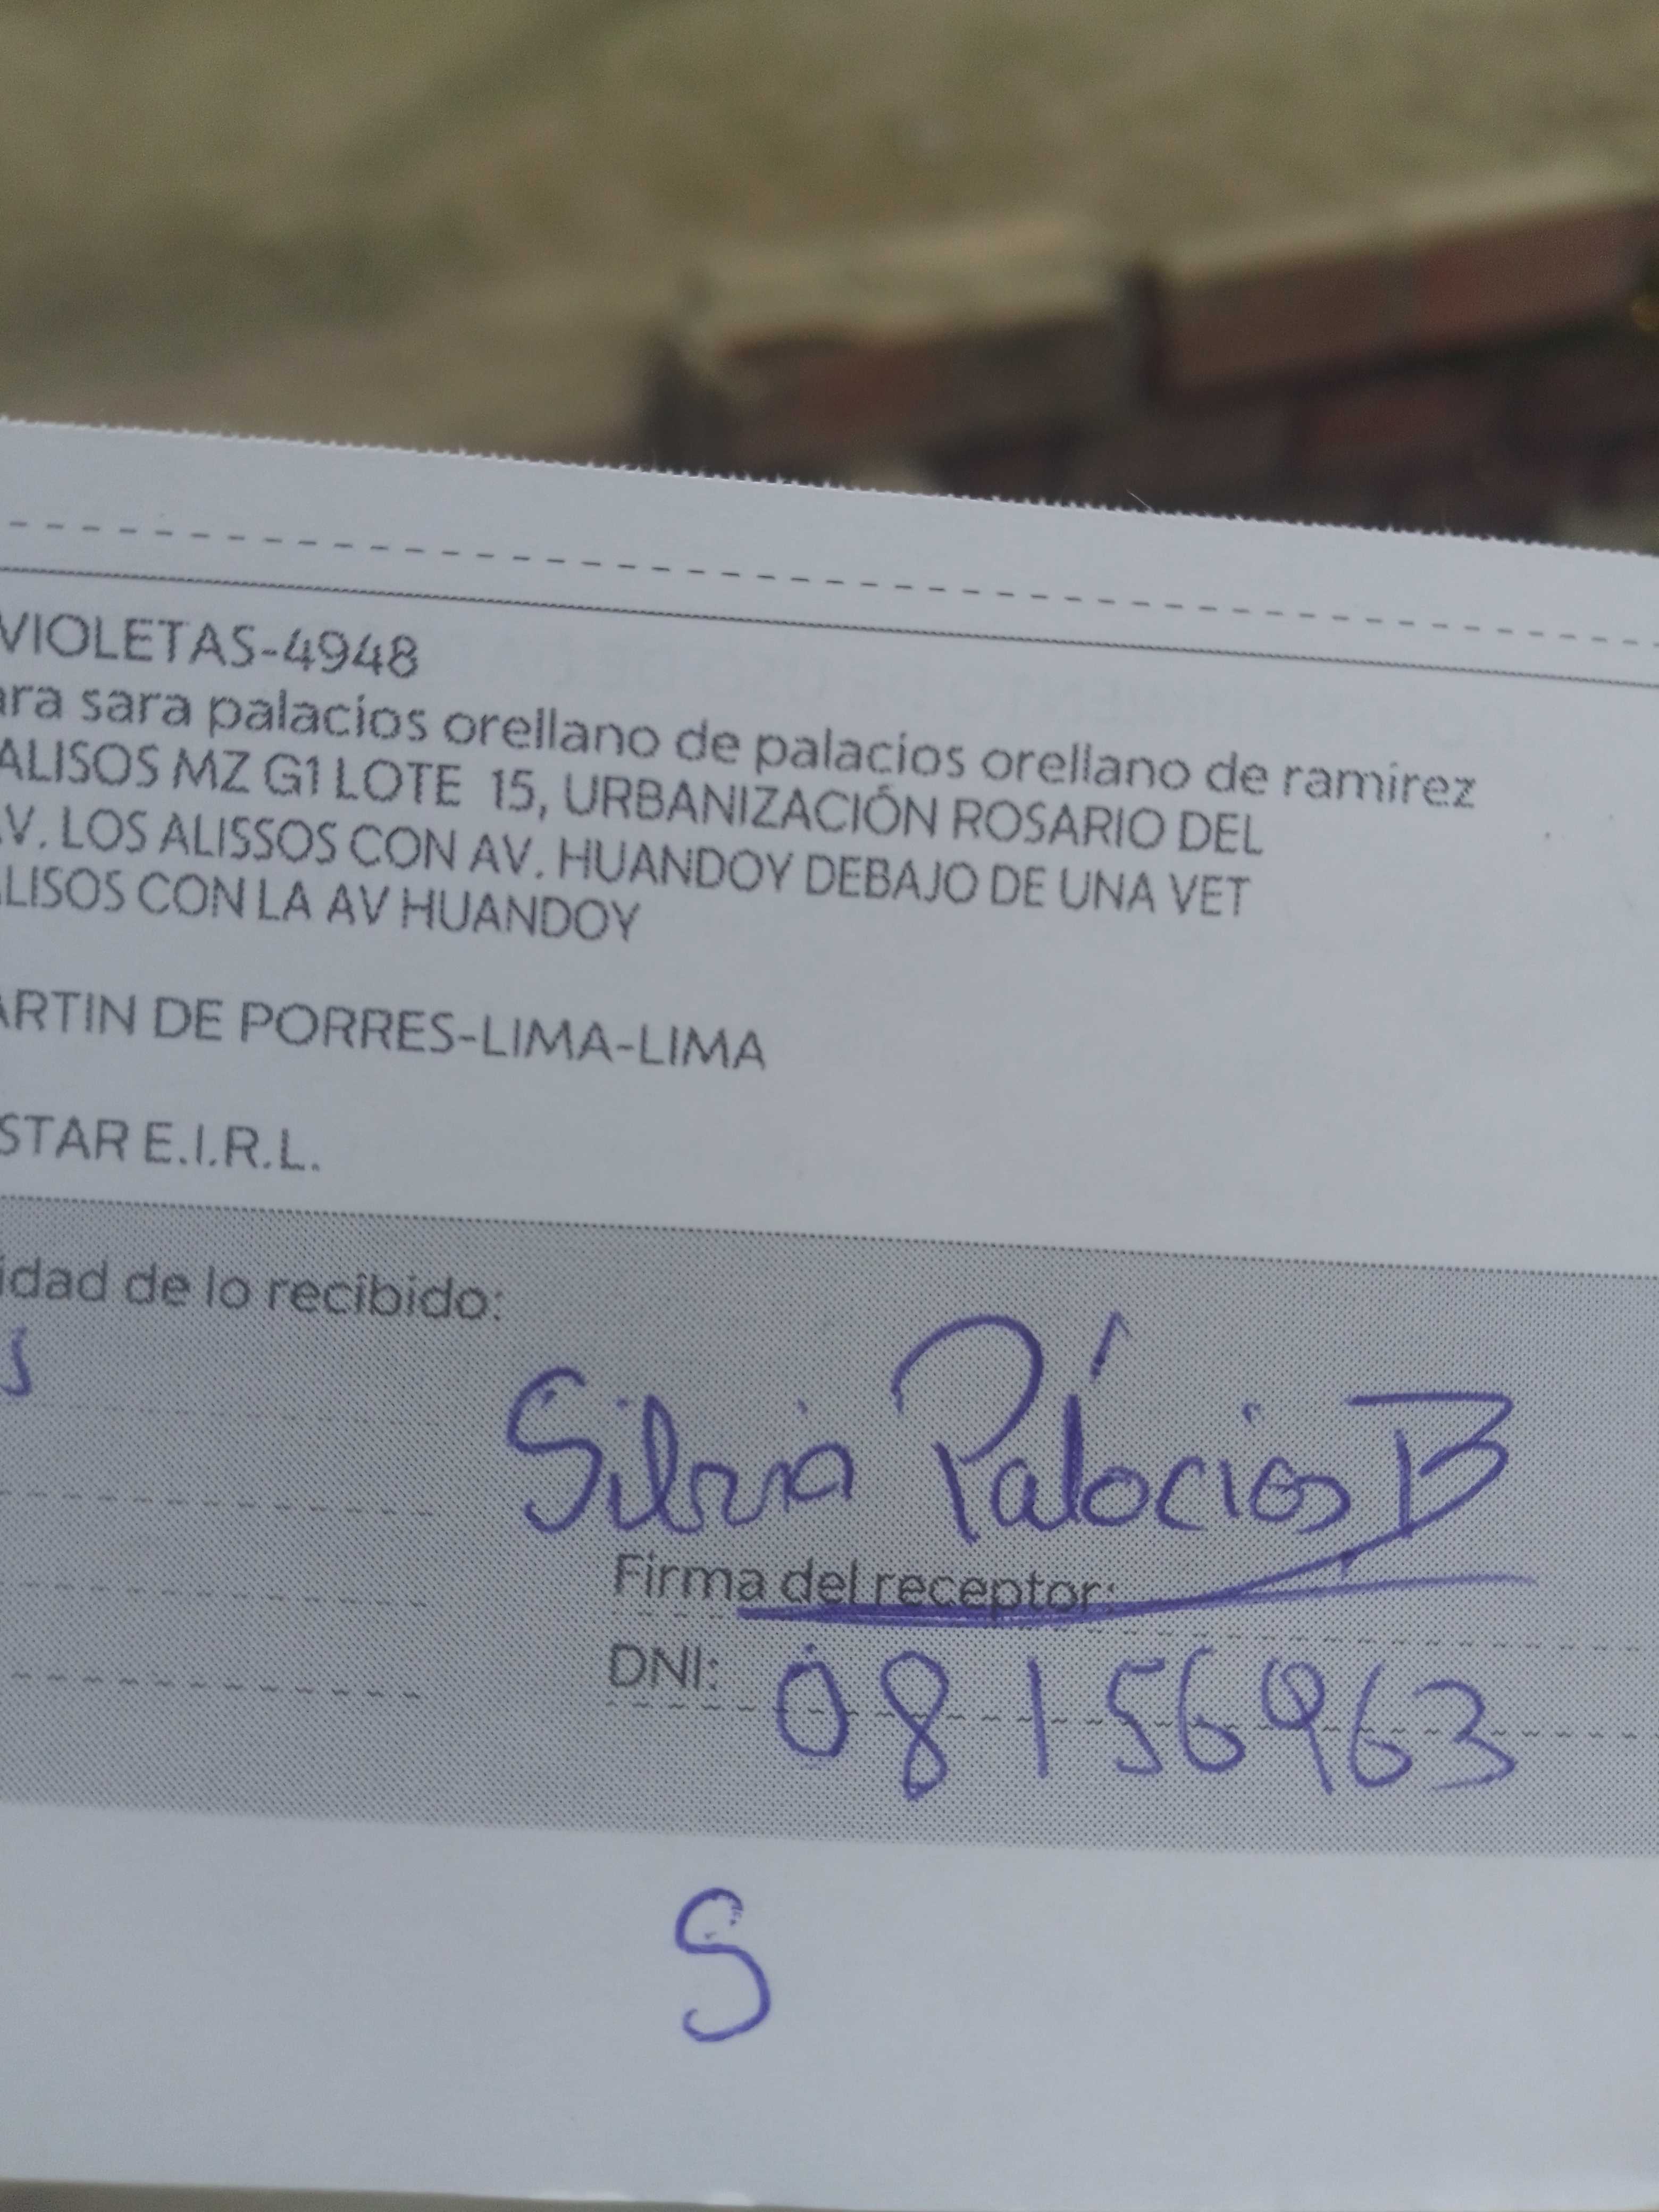 VIOLETAS-4948
ara sara palacios orellano de palacios orellano de ramirez
ALISOS MZ G1 LOTE 15, URBANIZACIÓN ROSARIO DEL
AV. LOS ALISSOS CON AV. HUANDOY DEBAJO DE UNA VET
ALISOS CON LA AV HUANDOY
ARTIN DE PORRES-LIMA-LIMA
STAR E.I.R.L.
idad de lo recibido:
s
Silvia Palacios B
Firma del receptor:
DNI: 08156963
S